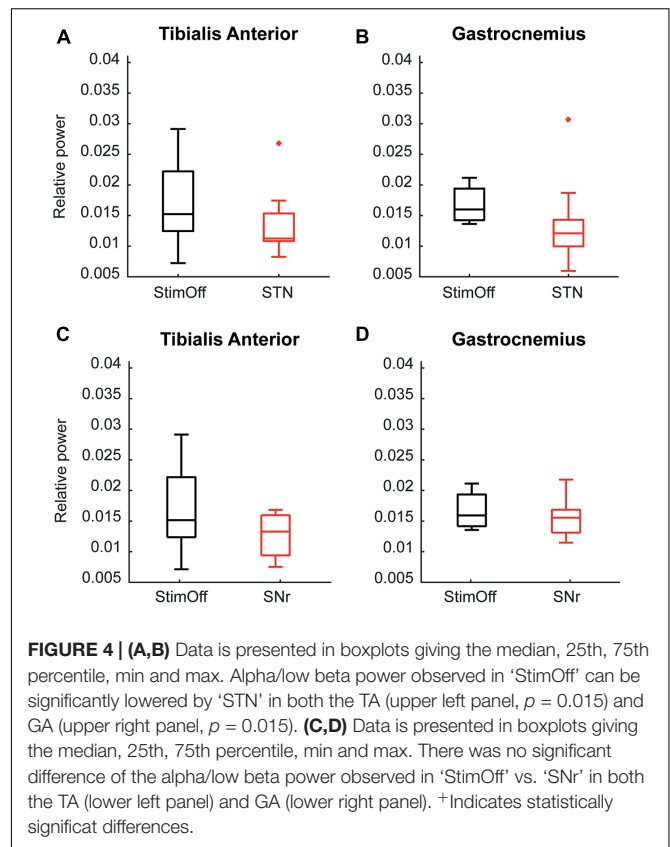 A Tibialis Anterior
B Gastrocnemius
Relative power
0.04
0.035
0.03
0.025
0.02
0.015
0.01
0.005
StimOff STN
0.04
0.035
0.03
0.025
0.02
0.015
0.01
0.005
StimOff STN
C Tibialis Anterior
D Gastrocnemius
Relative power
0.04
0.035
0.03
0.025
0.02
0.015
0.01
0.005
StimOff SNr
0.04
0.035
0.03
0.025
0.02
0.015
0.01
0.005
StimOff SNr
FIGURE 4 | (A,B) Data is presented in boxplots giving the median, 25th, 75th
percentile, min and max. Alpha/low beta power observed in ‘StimOff’ can be
significantly lowered by ‘STN’ in both the TA (upper left panel, p = 0.015) and
GA (upper right panel, p = 0.015). (C,D) Data is presented in boxplots giving
the median, 25th, 75th percentile, min and max. There was no significant
difference of the alpha/low beta power observed in ‘StimOff’ vs. ‘SNr’ in both
the TA (lower left panel) and GA (lower right panel). +Indicates statistically
significat differences.